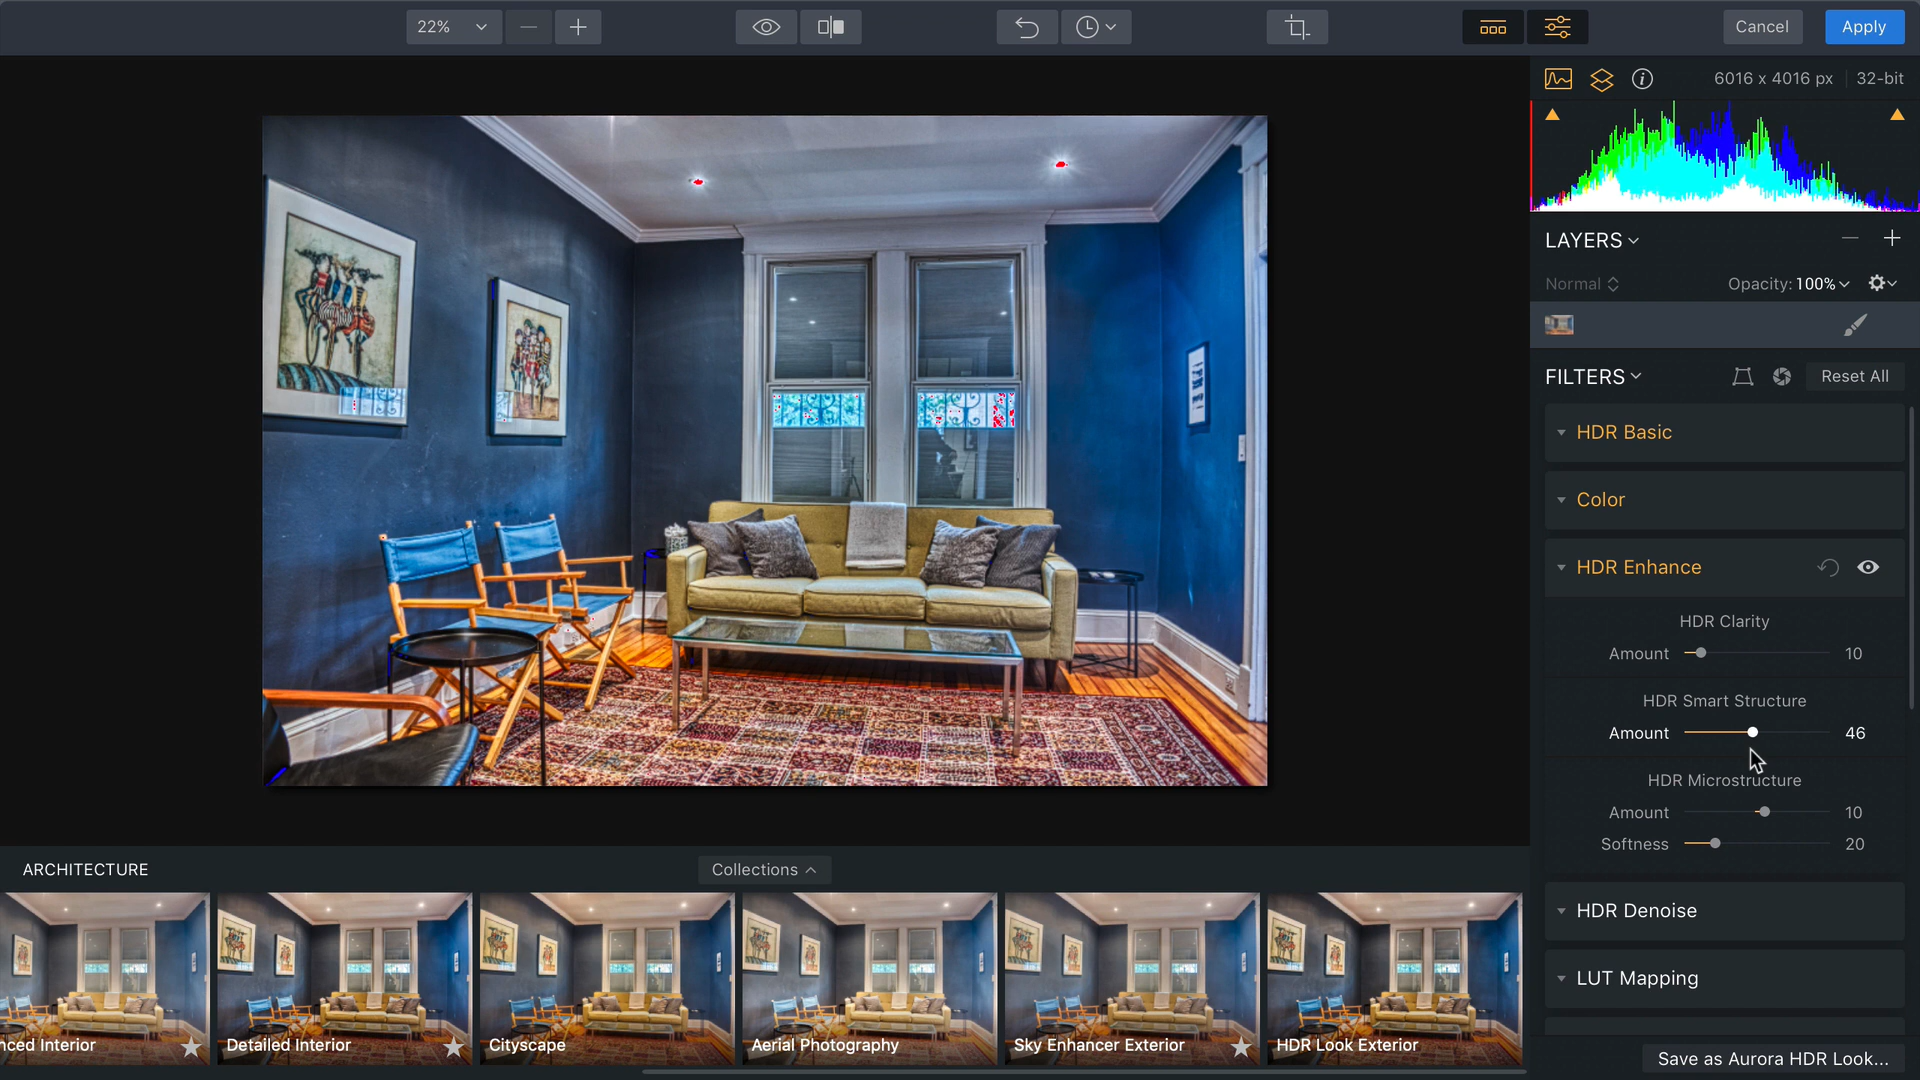 22%
Cancel
Apply
6016 x 4016 px
32-bit
LAYERS
Normal
Opacity: 100%
FILTERS
Reset All
HDR Basic
Color
HDR Enhance
HDR Clarity
Amount 10
HDR Smart Structure
Amount 46
HDR Microstructure
Amount 10
Softness 20
HDR Denoise
LUT Mapping
Save as Aurora HDR Look...
ARCHITECTURE
Collections
nced Interior
Detailed Interior
Cityscape
Aerial Photography
Sky Enhancer Exterior
HDR Look Exterior